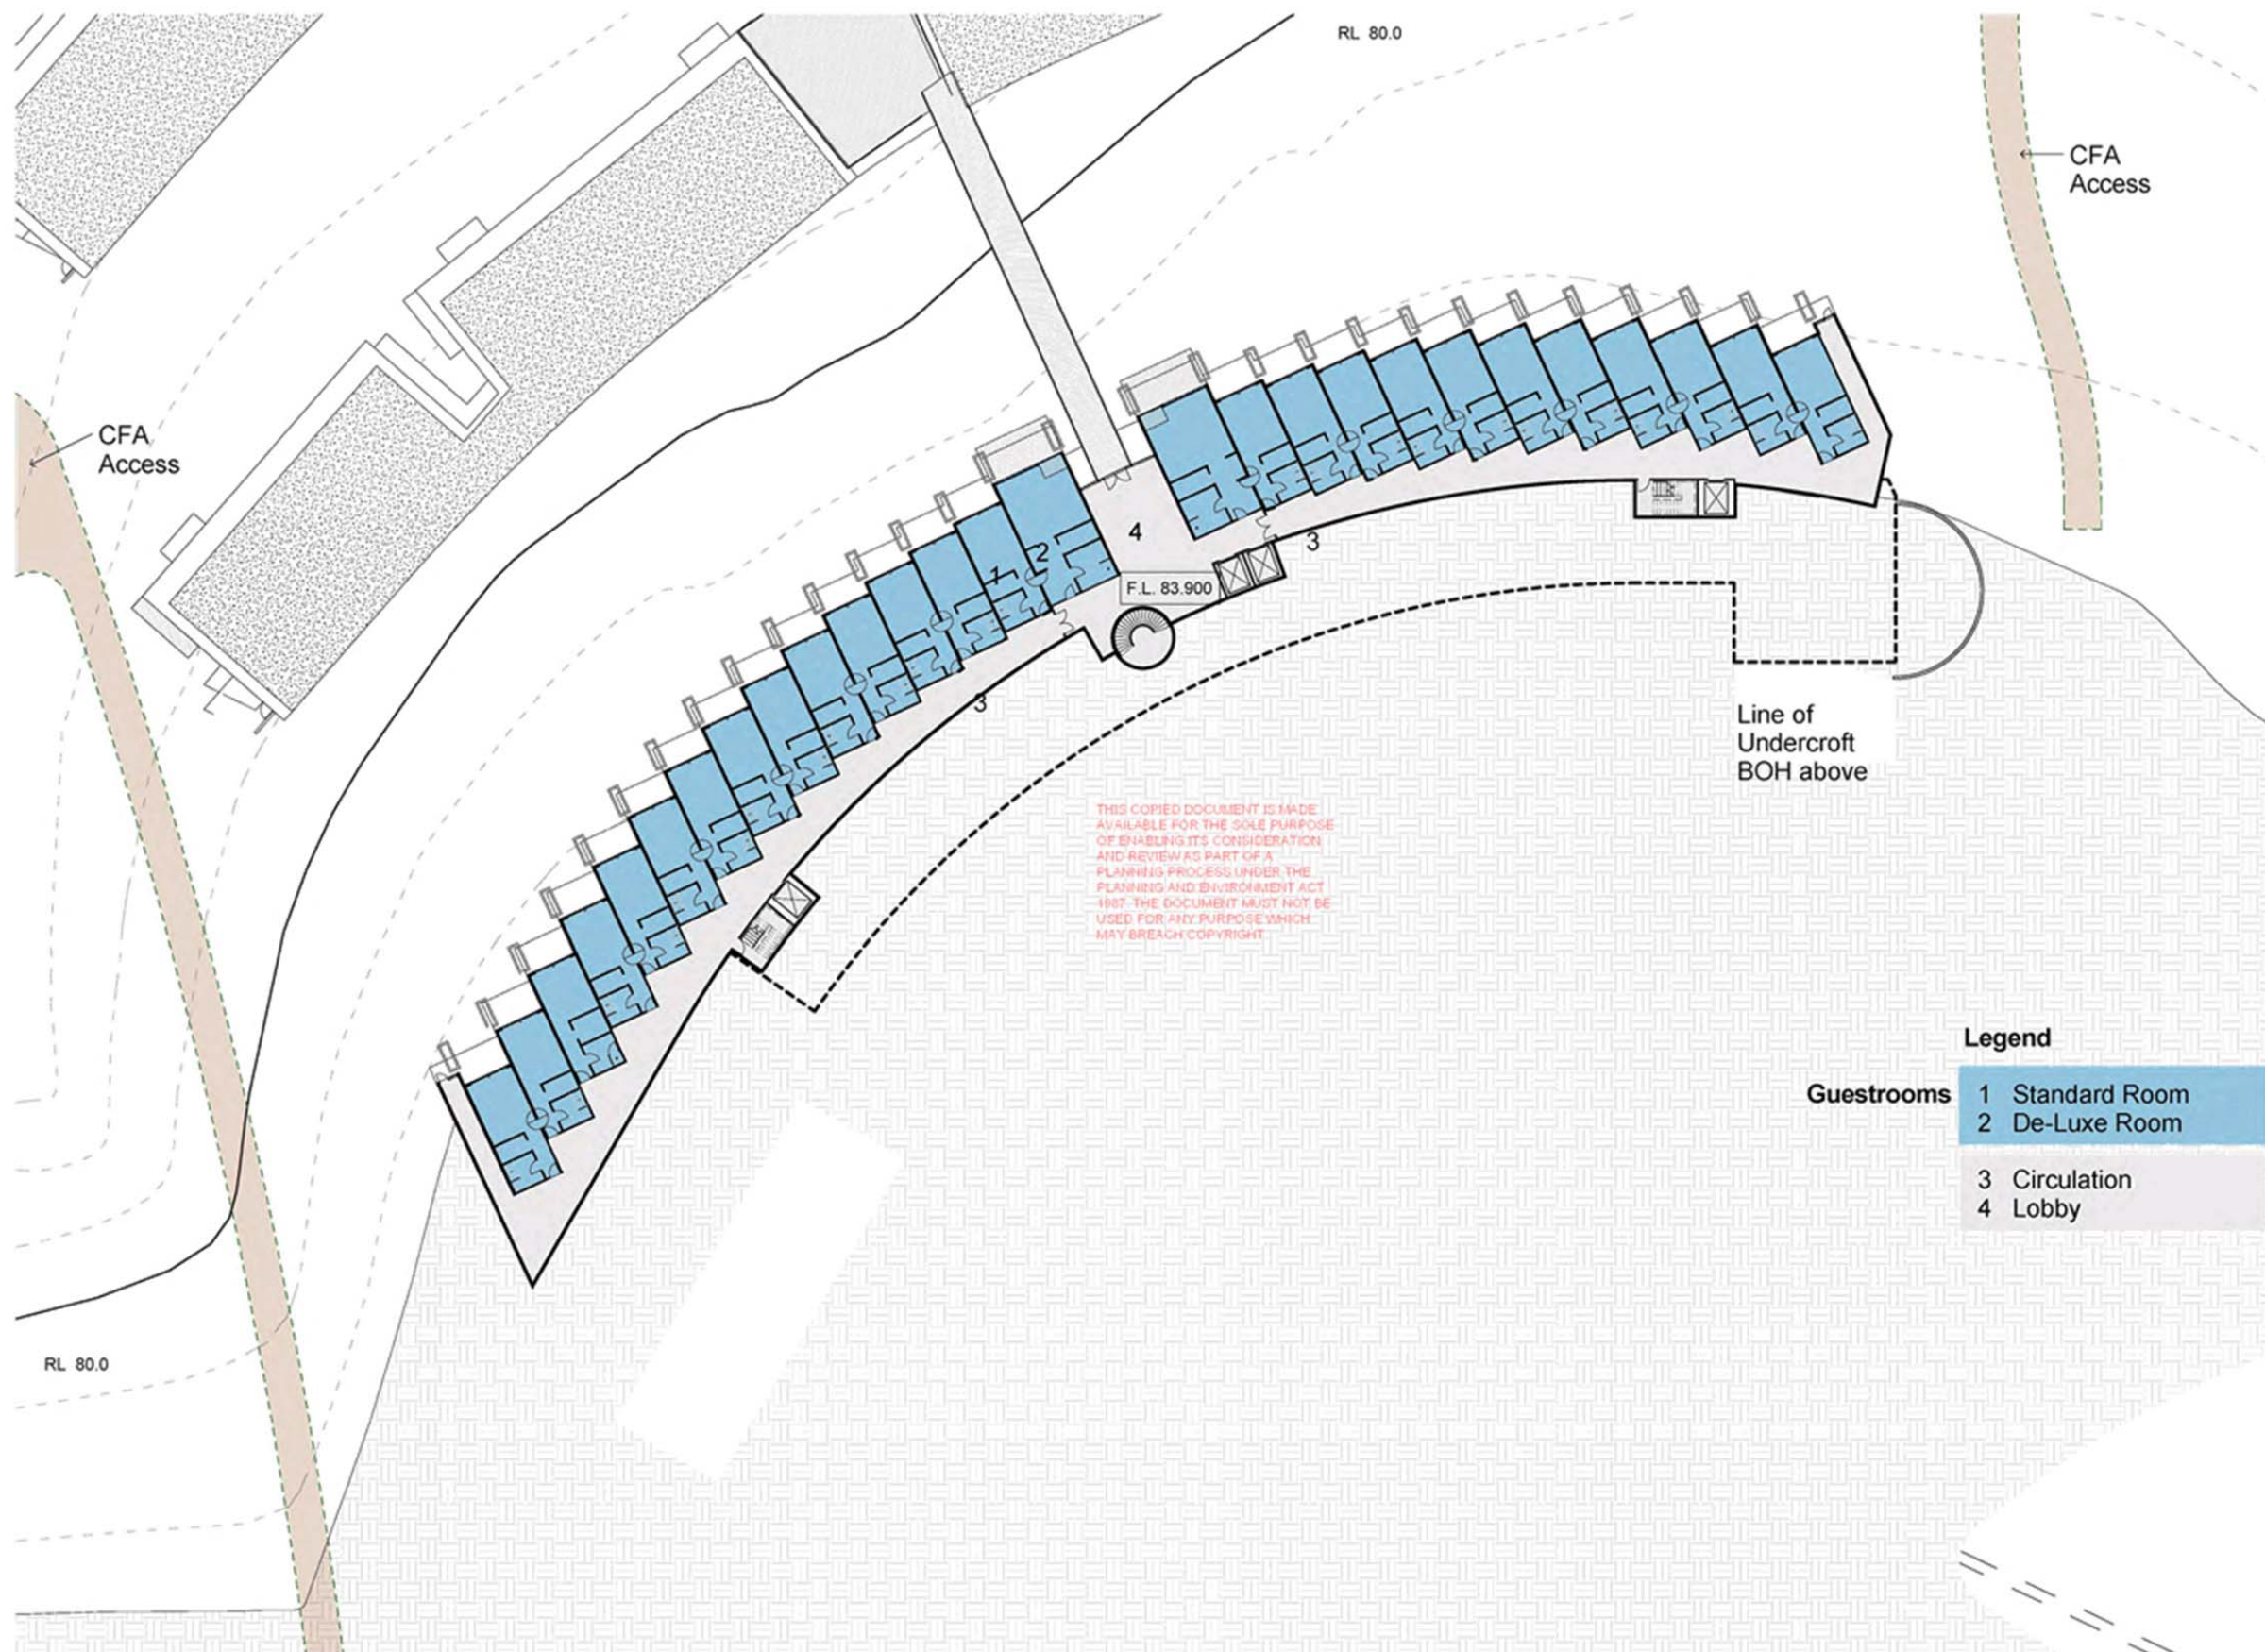 RL 80.0
CFA
Access
CFA
Access
4
2
1
3
F.L. 83.900
3
Line of
Undercroft
BOH above
THIS COPIED DOCUMENT IS MADE
AVAILABLE FOR THE SOLE PURPOSE
OF ENABLING ITS CONSIDERATION
AND REVIEW AS PART OF A
PLANNING PROCESS UNDER THE
PLANNING AND ENVIRONMENT ACT
1987. THE DOCUMENT MUST NOT BE
USED FOR ANY PURPOSE WHICH
MAY BREACH COPYRIGHT.
Legend
Guestrooms 1 Standard Room
2 De-Luxe Room
3 Circulation
4 Lobby
RL 80.0